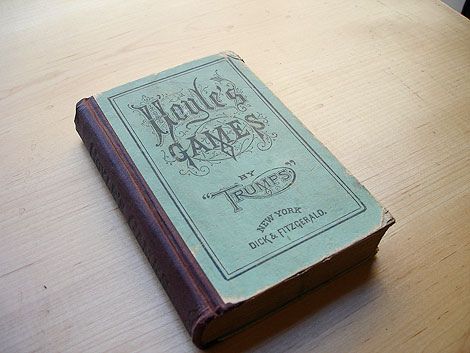 Hoyle's
GAMES
BY
"TRUMPS"
NEW YORK
DICK & FITZGERALD.